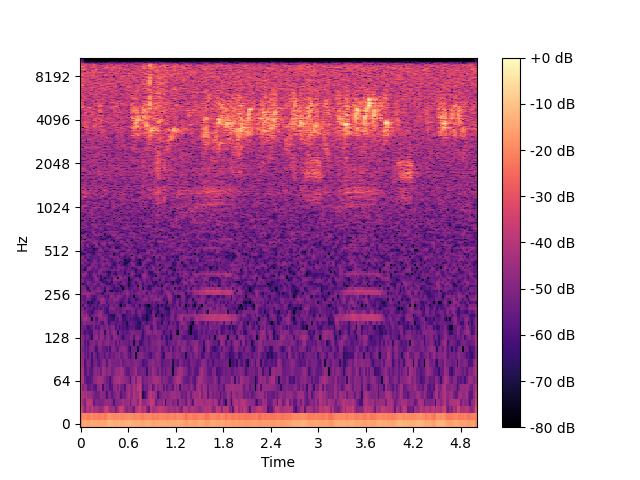 8192
4096
2048
1024
512
256
128
64
0
Hz
0 0.6 1.2 1.8 2.4 3 3.6 4.2 4.8
Time
+0 dB
-10 dB
-20 dB
-30 dB
-40 dB
-50 dB
-60 dB
-70 dB
-80 dB